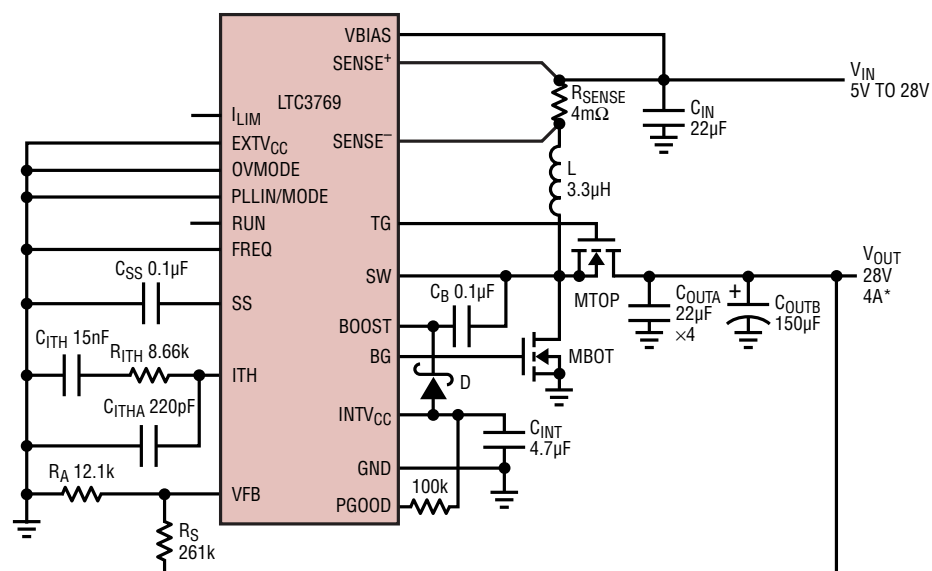 VBIAS
SENSE+
LTC3769
ILIM
EXTVCC
SENSE–
OVMODE
PLLIN/MODE
RUN
TG
FREQ
SW
CSS 0.1µF
SS
BOOST
CB 0.1µF
CITH 15nF
RITH 8.66k
ITH
BG
D
CITHA 220pF
INTVCC
GND
RA 12.1k
VFB
PGOOD
100k
RS
261k
RSENSE
4mΩ
CIN
22µF
VIN
5V TO 28V
L
3.3µH
MTOP
MBOT
COUTA
22µF
×4
+
COUTB
150µF
VOUT
28V
4A*
CINT
4.7µF